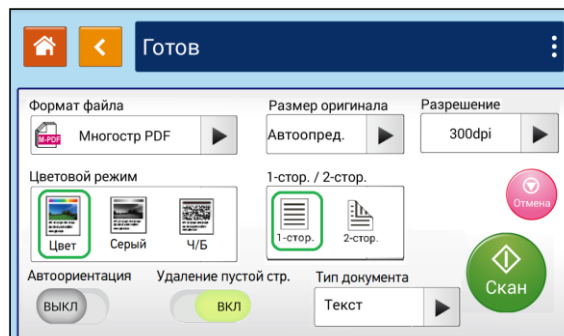 Готов
Формат файла
Размер оригинала
Разрешение
M-PDF
Многостр PDF
Автоопред.
300dpi
Цветовой режим
1-стор. / 2-стор.
Отмена
Цвет
Серый
Ч/Б
1-стор.
2-стор.
Автоориентация
Удаление пустой стр.
Тип документа
Скан
ВЫКЛ
ВКЛ
Текст